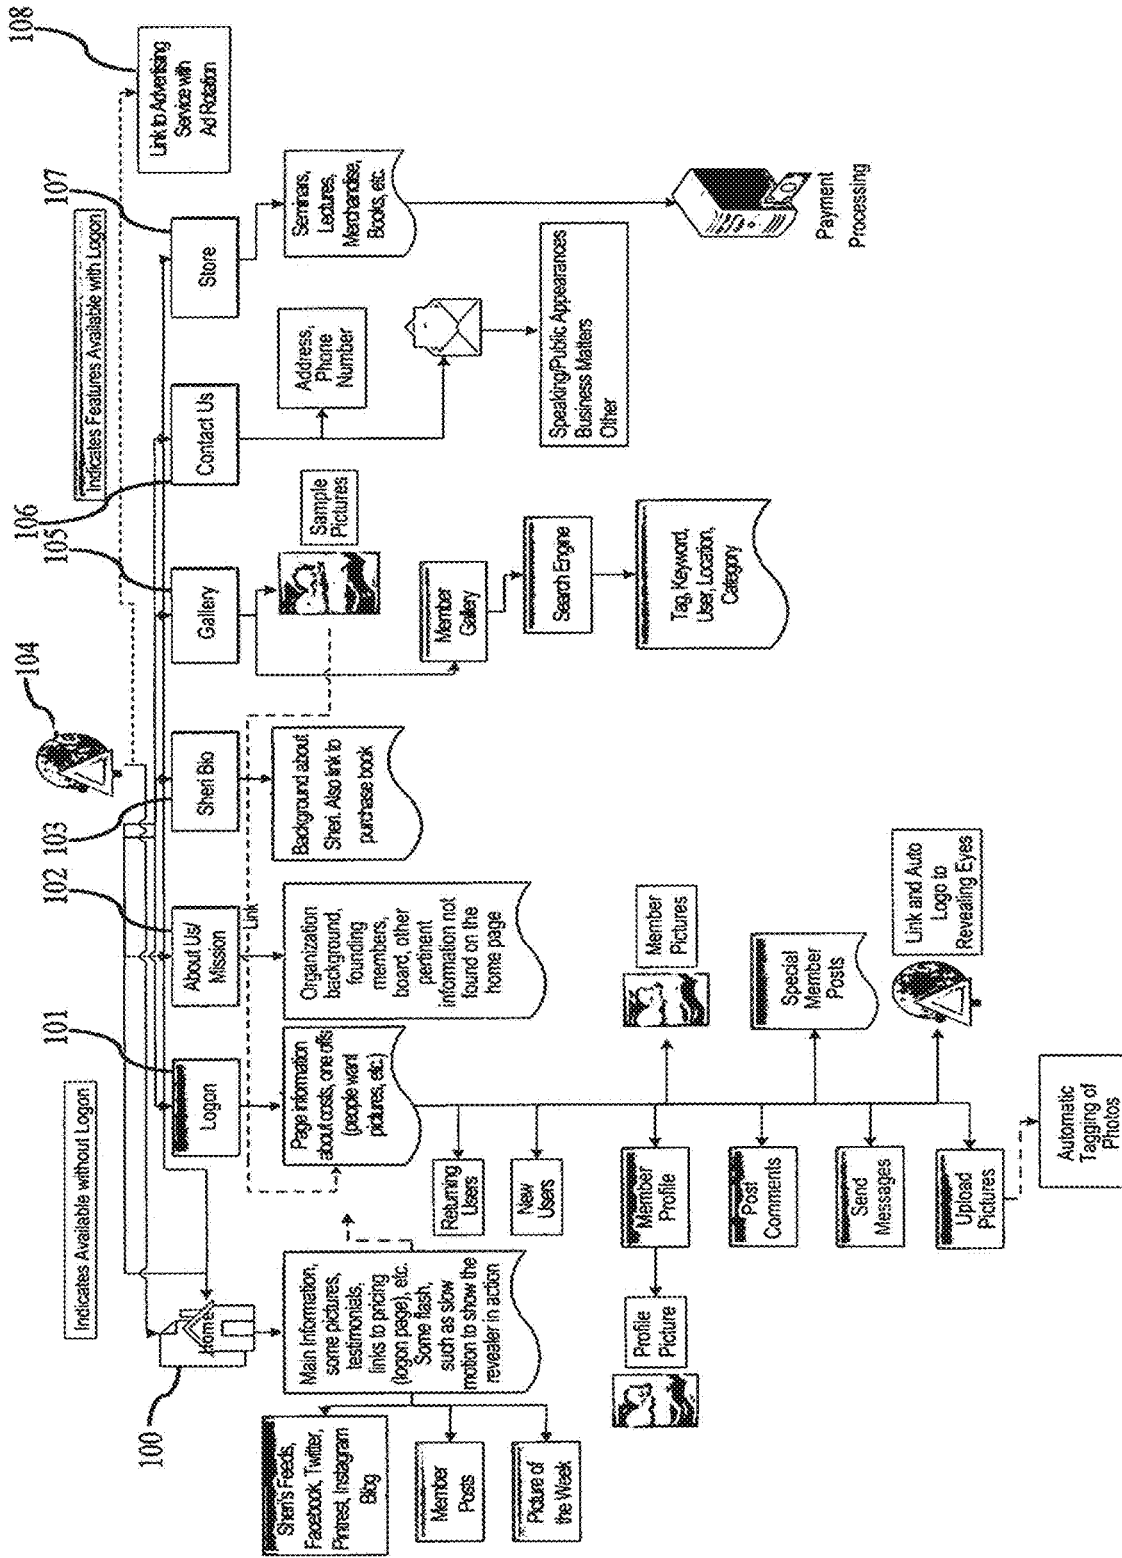 Indicates Available without Logon
Indicates Features Available with Logon
100
101
102
103
104
105
106
107
108
Home
Logon
About Us/
Mission
Sheri Bio
Gallery
Contact Us
Store
Link to Advertising
Service with
Ad Rotation
Link
Main Information,
some pictures,
testimonials,
links to pricing
(logon page), etc.
Some flash,
such as slow
motion to show the
revealer in action
Page information
about costs, one offs
(people want
pictures, etc.)
Organization
background,
founding
members,
board, other
pertinent
information not
found on the
home page
Background about
Sheri. Also link to
purchase book
Sample
Pictures
Address,
Phone
Number
Seminars,
Lectures,
Merchandise,
Books, etc.
Sheri's Feeds,
Facebook, Twitter,
Pintrest, Instagram
Blog
Member
Posts
Picture of
the Week
Returning
Users
New
Users
Member
Gallery
Search Engine
Tag, Keyword,
User, Location,
Category
Speaking/Public Appearances
Business Matters
Other
Payment
Processing
Profile
Picture
Member
Profile
Member
Pictures
Post
Comments
Special
Member
Posts
Send
Messages
Upload
Pictures
Link and Auto
Logo to
Revealing Eyes
Automatic
Tagging of
Photos